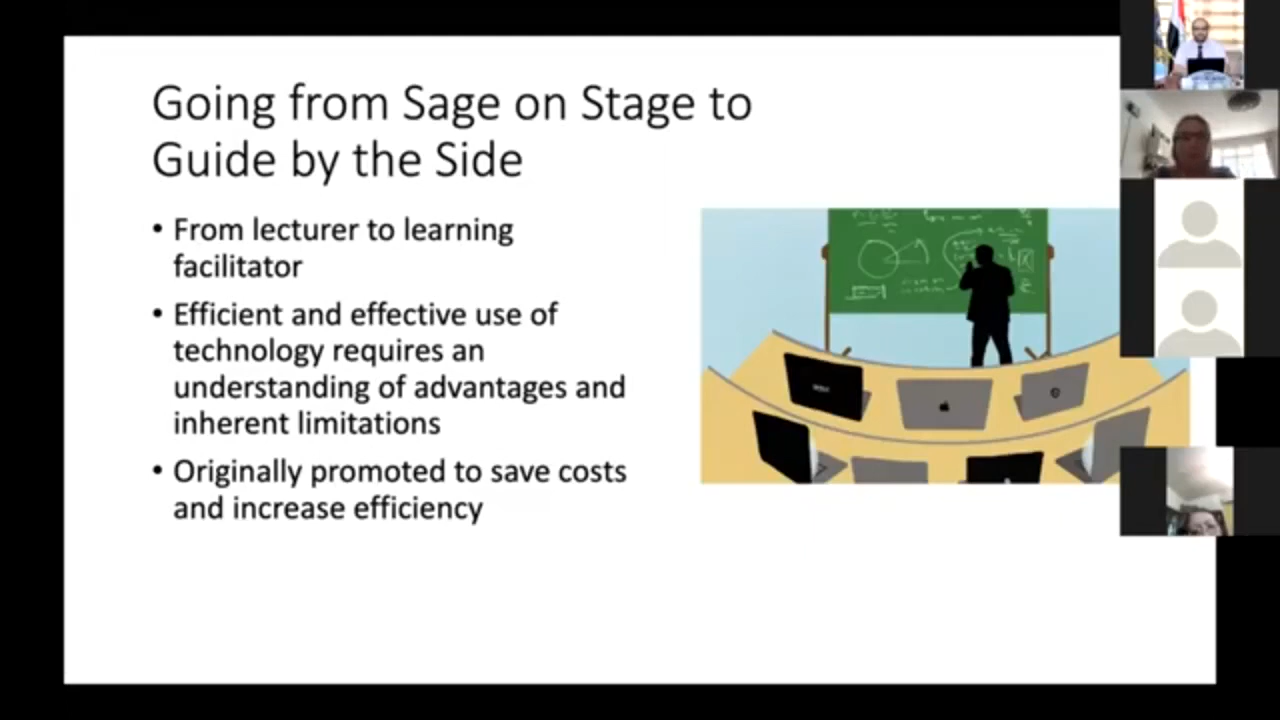 Going from Sage on Stage to
Guide by the Side
• From lecturer to learning
facilitator
• Efficient and effective use of
technology requires an
understanding of advantages and
inherent limitations
• Originally promoted to save costs
and increase efficiency